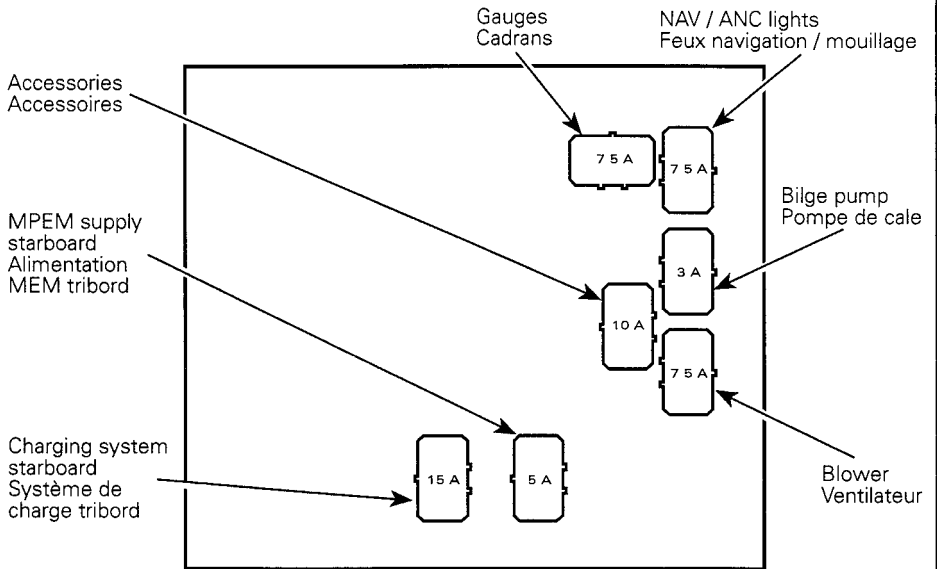 Gauges
Cadrans
NAV / ANC lights
Feux navigation / mouillage
Accessories
Accessoires
7 5 A
7 5 A
Bilge pump
Pompe de cale
MPEM supply
starboard
Alimentation
MEM tribord
3 A
10 A
7 5 A
Charging system
starboard
Système de
charge tribord
15 A
5 A
Blower
Ventilateur